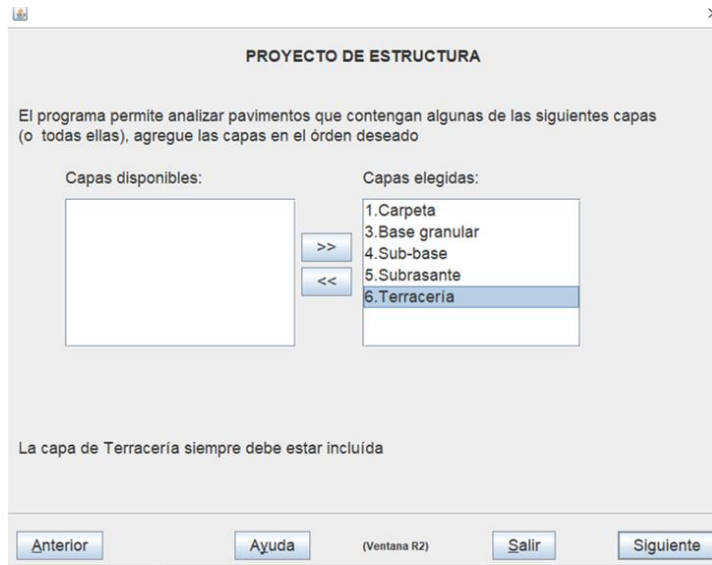 PROYECTO DE ESTRUCTURA
El programa permite analizar pavimentos que contengan algunas de las siguientes capas
(o todas ellas), agregue las capas en el órden deseado
Capas disponibles:
Capas elegidas:
1.Carpeta
3.Base granular
4.Sub-base
5.Subrasante
6.Terracería
>>
<<
La capa de Terracería siempre debe estar incluída
Anterior
Ayuda
(Ventana R2)
Salir
Siguiente